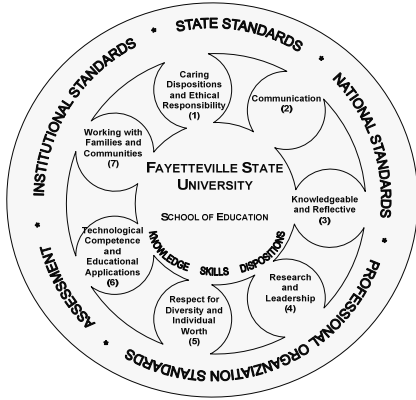 INSTITUTIONAL STANDARDS
STATE STANDARDS
NATIONAL STANDARDS
PROFESSIONAL ORGANZIATION STANDARDS
ASSESSMENT
Caring
Dispositions
and Ethical
Responsibility
(1)
Communication
(2)
Knowledgeable
and Reflective
(3)
Research
and
Leadership
(4)
Respect for
Diversity and
Individual
Worth
(5)
Technological
Competence
and
Educational
Applications
(6)
Working with
Families and
Communities
(7)
FAYETTEVILLE STATE
UNIVERSITY
SCHOOL OF EDUCATION
KNOWLEDGE SKILLS DISPOSITIONS